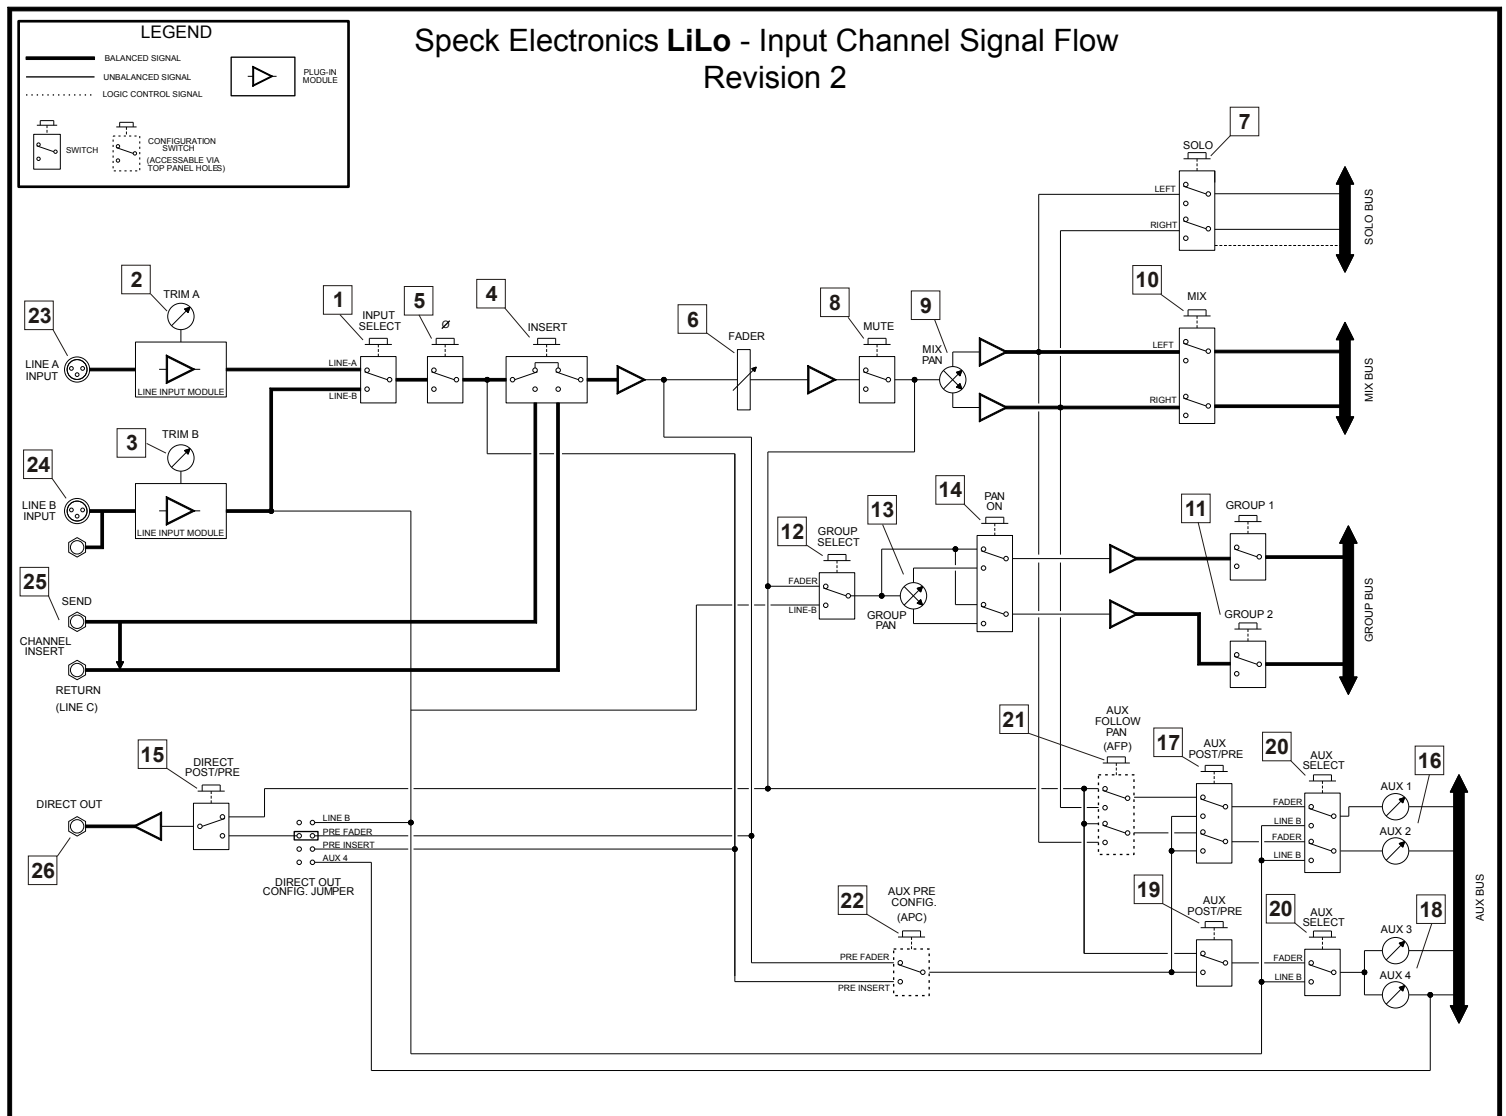 LEGEND
BALANCED SIGNAL
UNBALANCED SIGNAL
LOGIC CONTROL SIGNAL
PLUG-IN
MODULE
SWITCH
CONFIGURATION
SWITCH
(ACCESSABLE VIA
TOP PANEL HOLES)
Speck Electronics LiLo - Input Channel Signal Flow
Revision 2
7
SOLO
LEFT
RIGHT
SOLO BUS
23
LINE A
INPUT
2
TRIM A
LINE INPUT MODULE
1
INPUT
SELECT
LINE-A
LINE-B
5
Ø
4
INSERT
6
FADER
8
MUTE
9
MIX
PAN
10
MIX
LEFT
RIGHT
MIX BUS
24
LINE B
INPUT
3
TRIM B
LINE INPUT MODULE
25
SEND
CHANNEL
INSERT
RETURN
(LINE C)
12
GROUP
SELECT
FADER
LINE-B
13
GROUP
PAN
14
PAN
ON
11
GROUP 1
GROUP 2
GROUP BUS
15
DIRECT
POST/PRE
DIRECT OUT
26
LINE B
PRE FADER
PRE INSERT
AUX 4
DIRECT OUT
CONFIG. JUMPER
21
AUX
FOLLOW
PAN
(AFP)
17
AUX
POST/PRE
20
AUX
SELECT
FADER
LINE B
FADER
LINE B
16
AUX 1
AUX 2
AUX BUS
22
AUX PRE
CONFIG.
(APC)
PRE FADER
PRE INSERT
19
AUX
POST/PRE
20
AUX
SELECT
FADER
LINE B
18
AUX 3
AUX 4